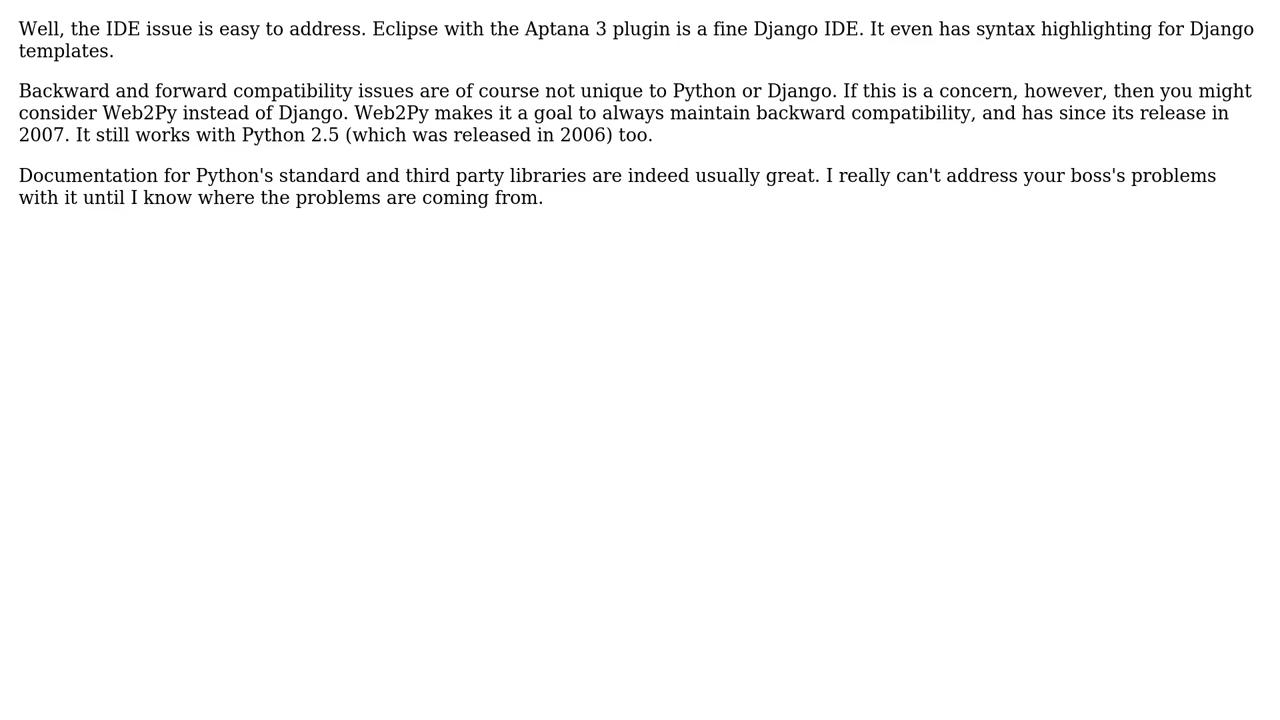 Well, the IDE issue is easy to address. Eclipse with the Aptana 3 plugin is a fine Django IDE. It even has syntax highlighting for Django
templates.
Backward and forward compatibility issues are of course not unique to Python or Django. If this is a concern, however, then you might
consider Web2Py instead of Django. Web2Py makes it a goal to always maintain backward compatibility, and has since its release in
2007. It still works with Python 2.5 (which was released in 2006) too.
Documentation for Python's standard and third party libraries are indeed usually great. I really can't address your boss's problems
with it until I know where the problems are coming from.